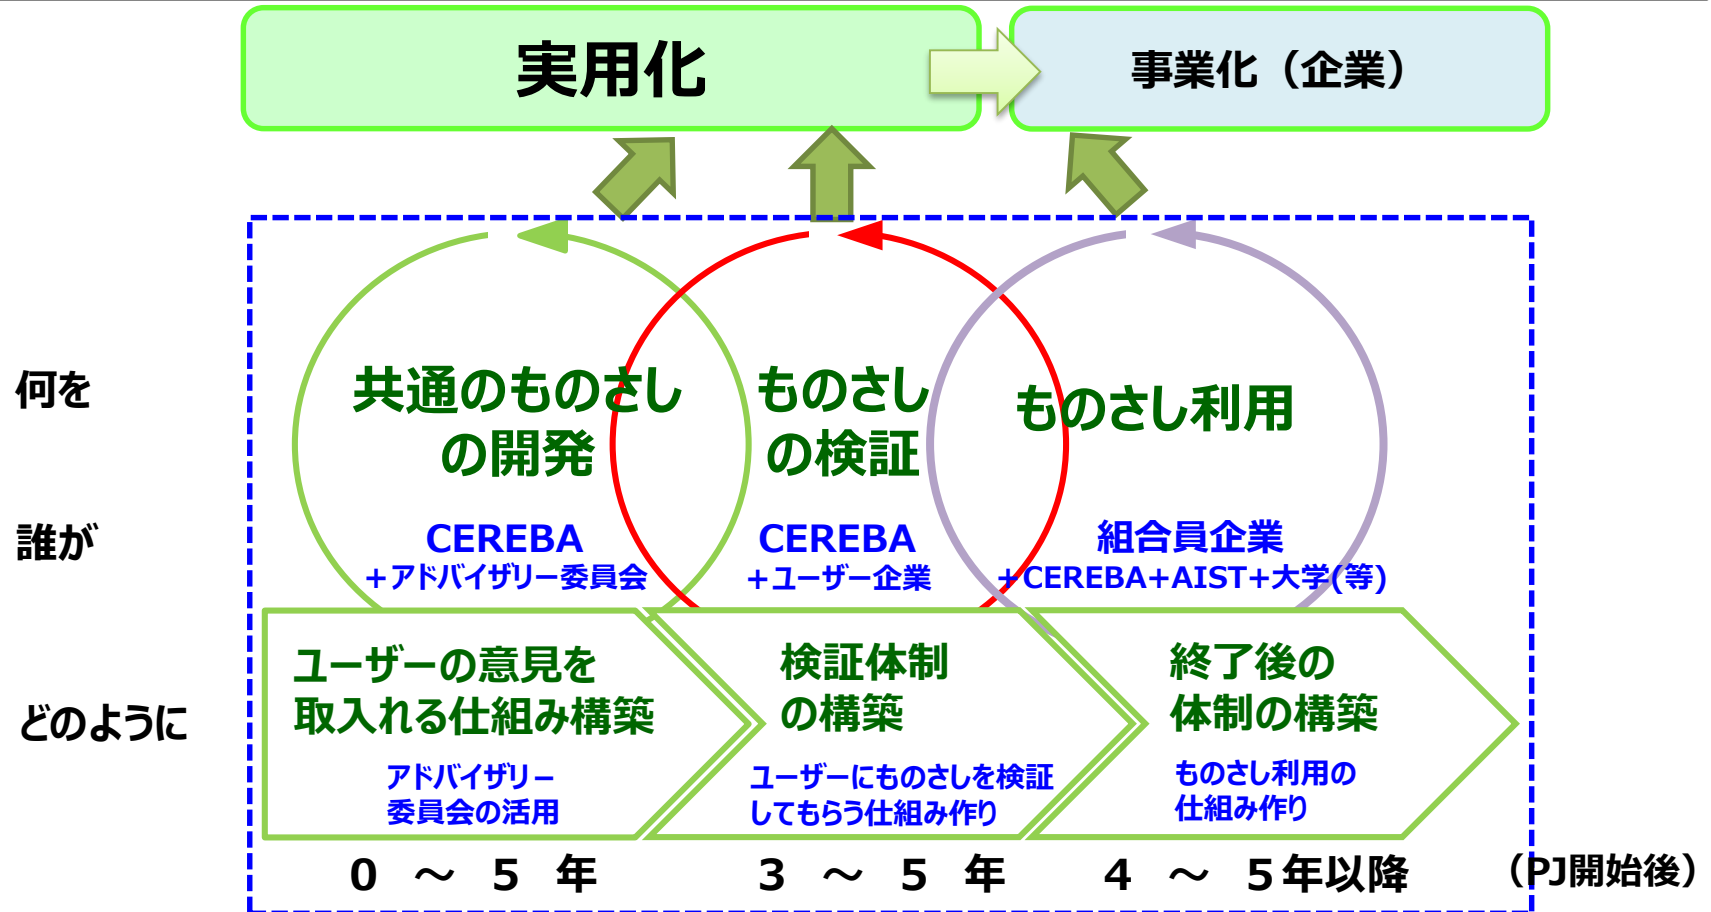 実用化
事業化（企業）
何を
共通のものさし
の開発
ものさし
の検証
ものさし利用
誰が
CEREBA
+アドバイザリー委員会
CEREBA
+ユーザー企業
組合員企業
+CEREBA+AIST+大学(等)
どのように
ユーザーの意見を
取入れる仕組み構築
アドバイザリー
委員会の活用
検証体制
の構築
ユーザーにものさしを検証
してもらう仕組み作り
終了後の
体制の構築
ものさし利用の
仕組み作り
0 ～ 5 年
3 ～ 5 年
4 ～ 5年以降
（PJ開始後）